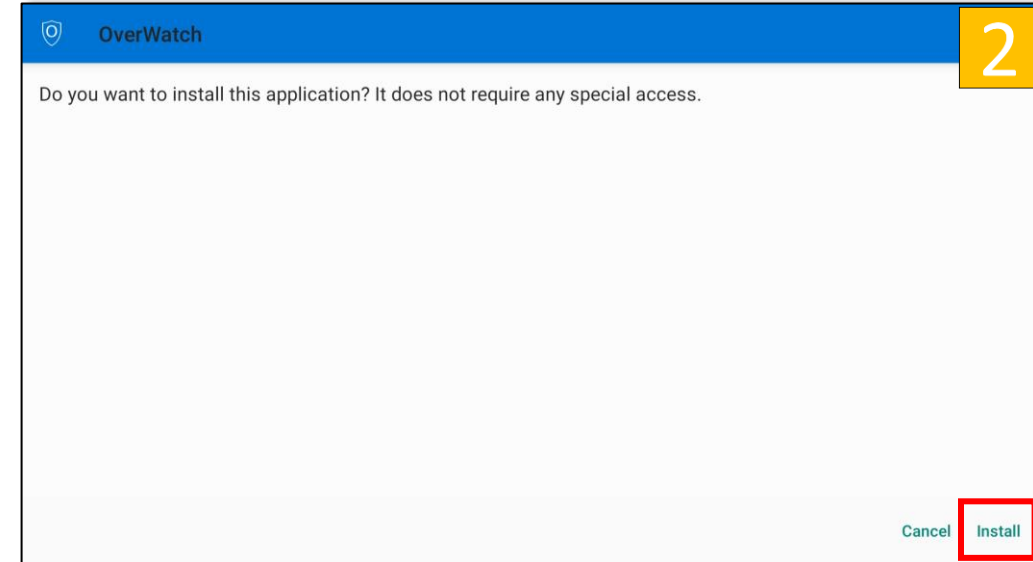 O OverWatch
2
Do you want to install this application? It does not require any special access.
Cancel Install